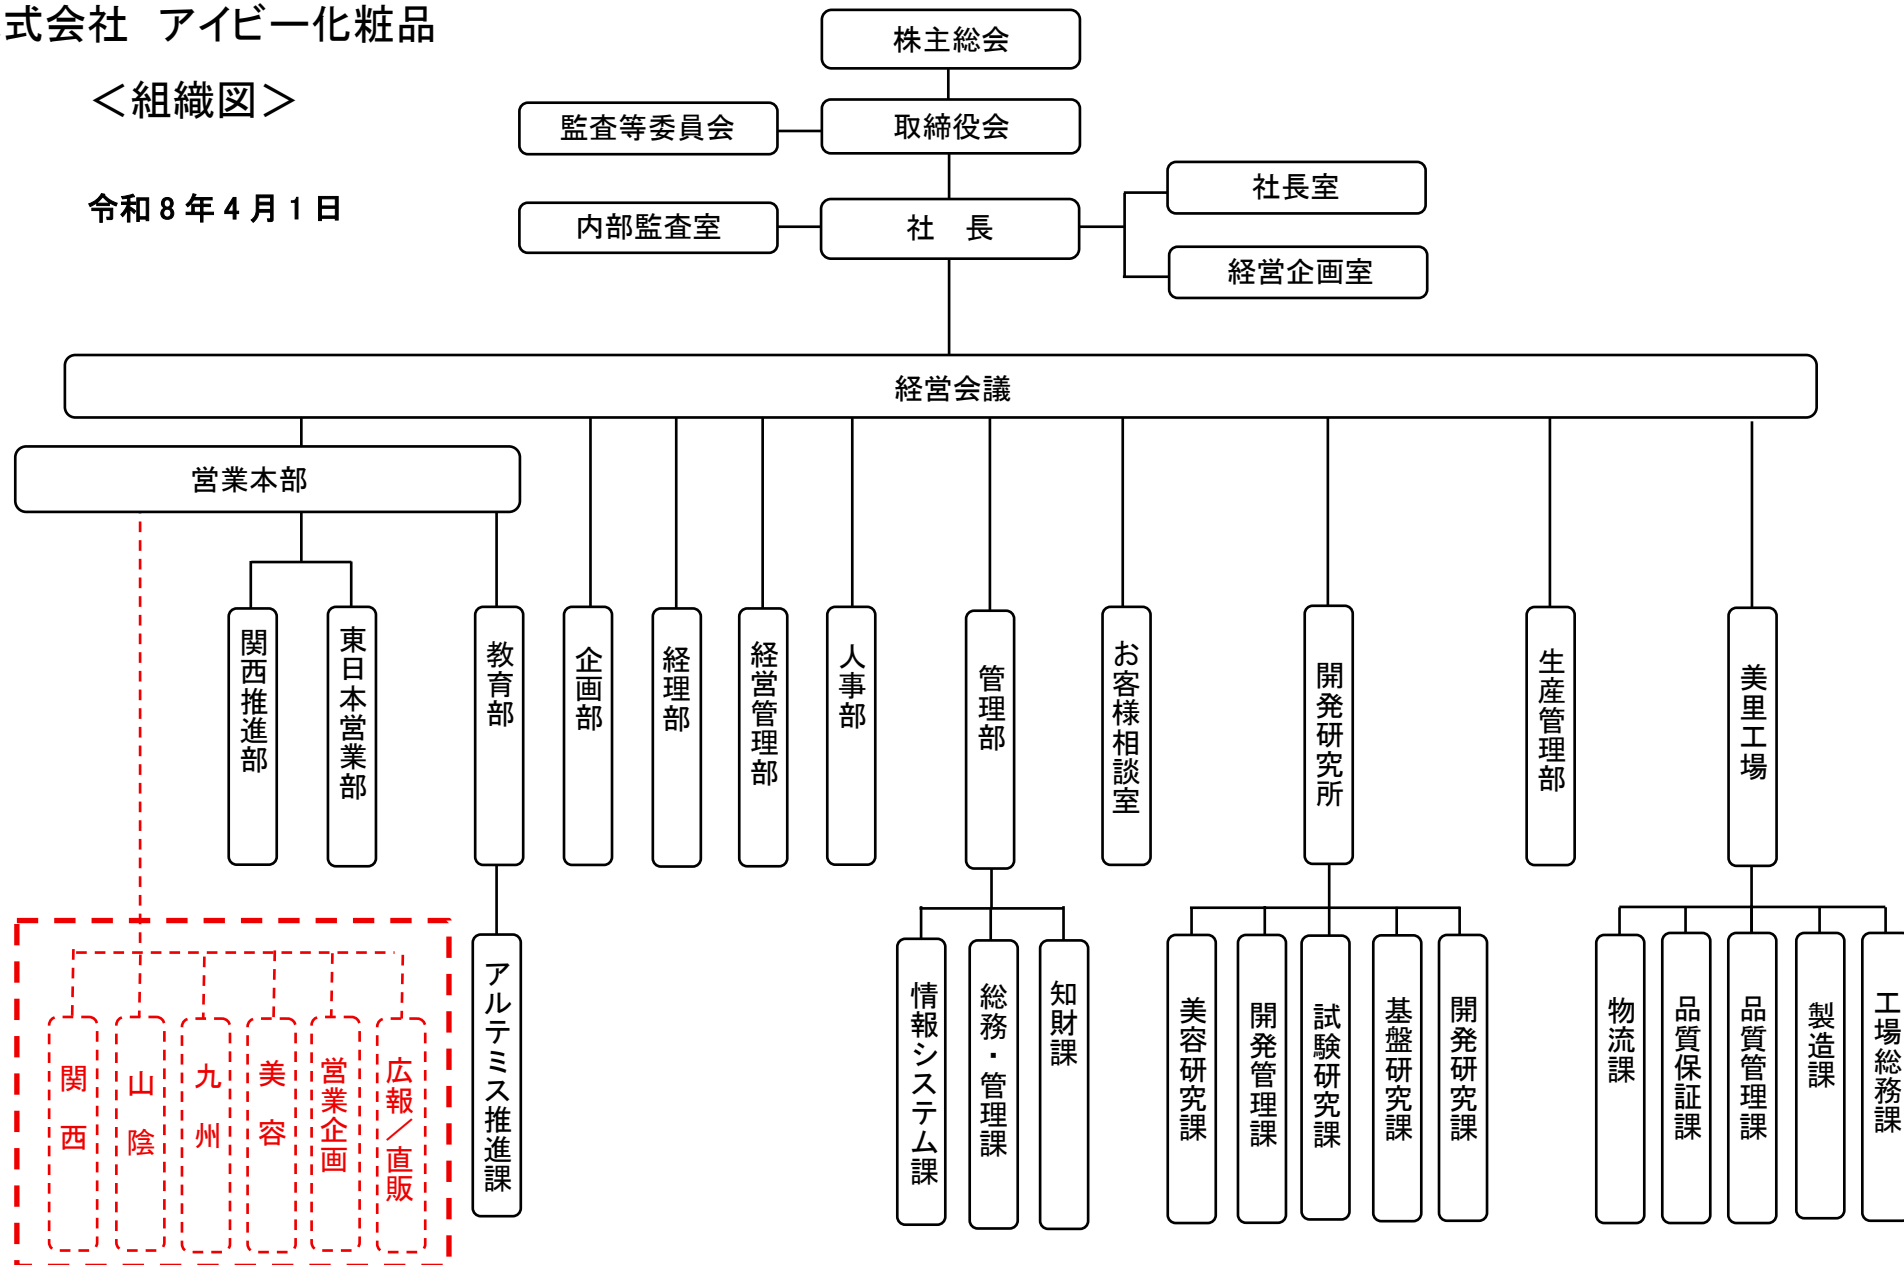 式会社　アイビー化粧品
＜組織図＞
令和８年４月１日
株主総会
監査等委員会
取締役会
社長室
内部監査室
社　長
経営企画室
経営会議
営業本部
関西推進部
東日本営業部
教育部
企画部
経理部
経営管理部
人事部
管理部
お客様相談室
開発研究所
生産管理部
美里工場
関　西
山　陰
九　州
美　容
営業企画
広報／直販
アルテミス推進課
情報システム課
総務・管理課
知財課
美容研究課
開発管理課
試験研究課
基盤研究課
開発研究課
物流課
品質保証課
品質管理課
製造課
工場総務課